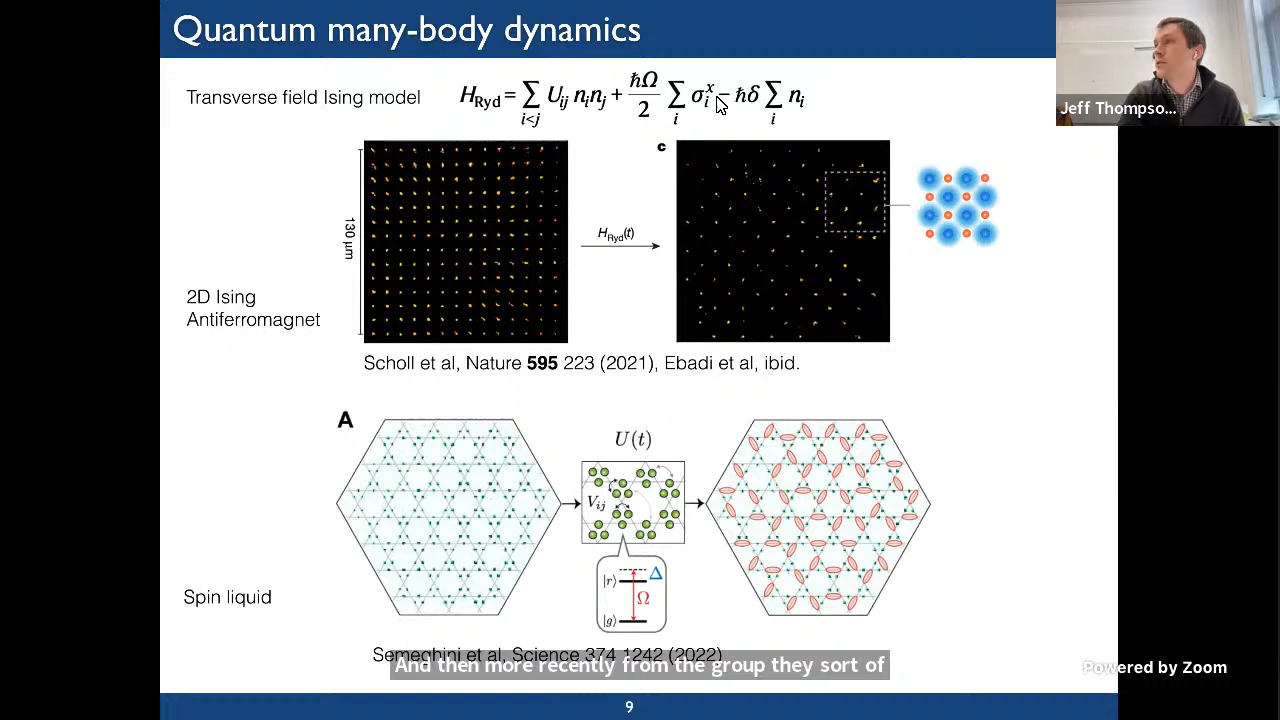 Quantum many-body dynamics
Transverse field Ising model
H_Ryd = ∑_{i<j} U_ij n_i n_j + ħΩ/2 ∑_i σ_i^x − ħδ ∑_i n_i
Jeff Thompso...
c
130 µm
H_Ryd(t)
2D Ising
Antiferromagnet
Scholl et al, Nature 595 223 (2021), Ebadi et al, ibid.
A
U(t)
V_ij
|r⟩
Δ
Ω
|g⟩
Spin liquid
Semeghini et al, Science 374 1242 (2022)
And then more recently from the group they sort of
Powered by Zoom
9